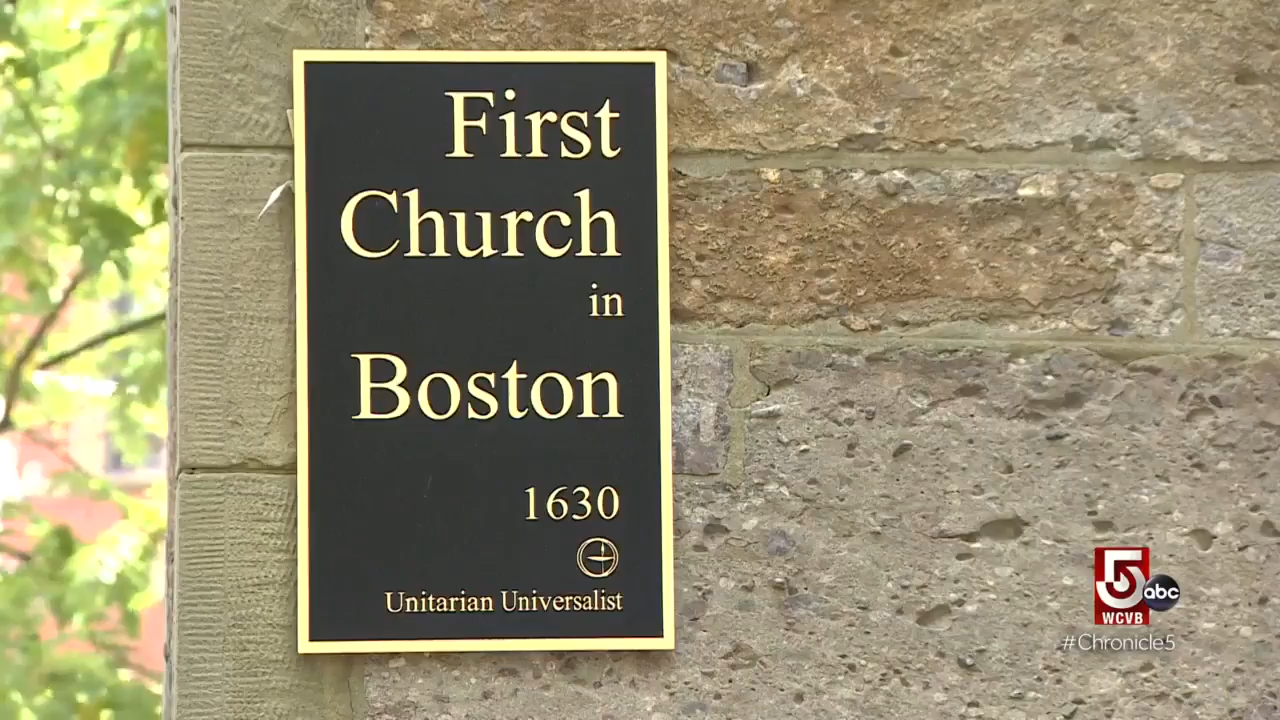 First
Church
in
Boston
1630
Unitarian Universalist
5
abc
WCVB
#Chronicle5